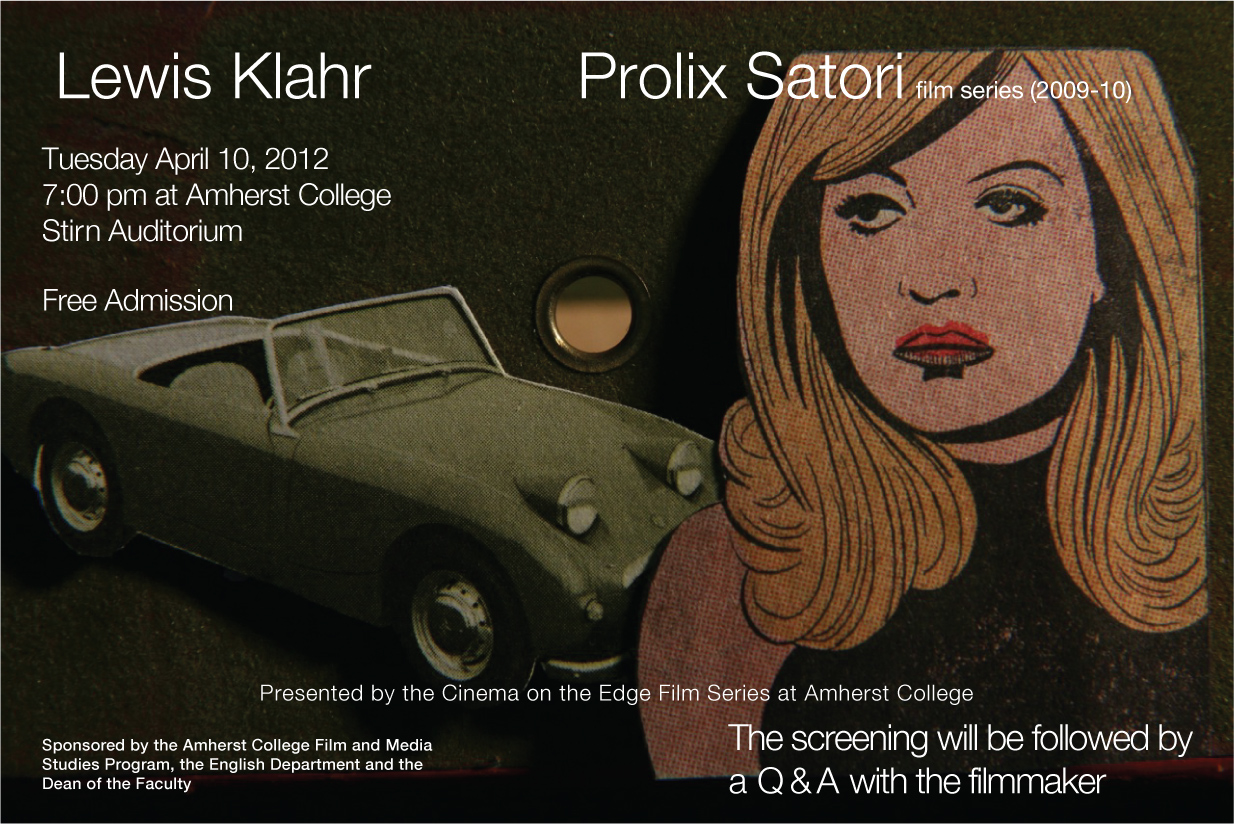 Lewis Klahr
Prolix Satori film series (2009-10)
Tuesday April 10, 2012
7:00 pm at Amherst College
Stirn Auditorium
Free Admission
Presented by the Cinema on the Edge Film Series at Amherst College
Sponsored by the Amherst College Film and Media
Studies Program, the English Department and the
Dean of the Faculty
The screening will be followed by
a Q & A with the filmmaker